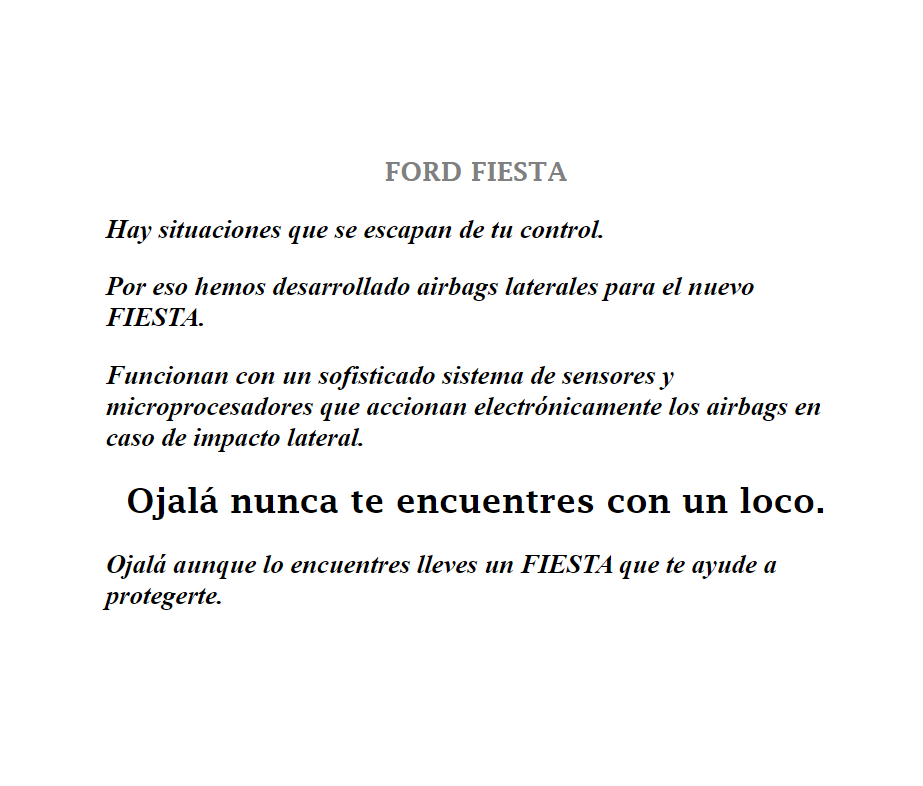 FORD FIESTA
Hay situaciones que se escapan de tu control.
Por eso hemos desarrollado airbags laterales para el nuevo
FIESTA.
Funcionan con un sofisticado sistema de sensores y
microprocesadores que accionan electrónicamente los airbags en
caso de impacto lateral.
Ojalá nunca te encuentres con un loco.
Ojalá aunque lo encuentres lleves un FIESTA que te ayude a
protegerte.